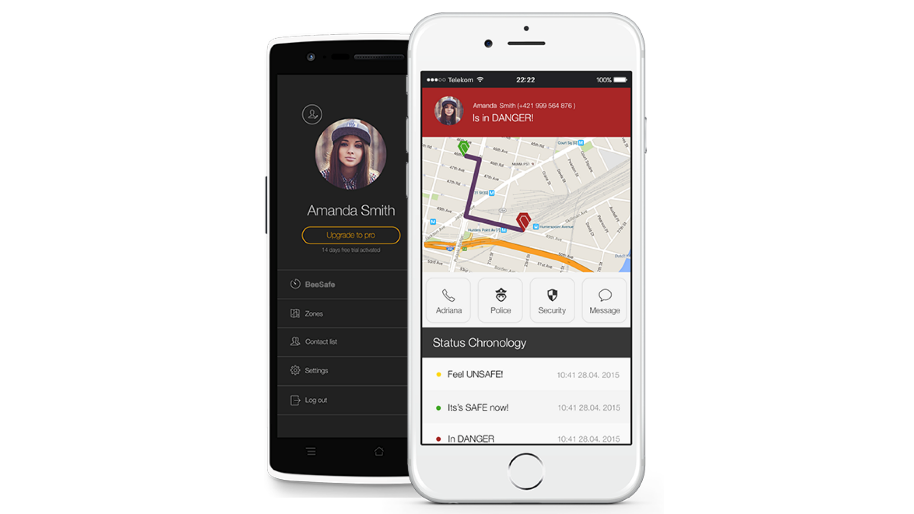 Amanda Smith
Upgrade to pro
14 days free trial activated
BeeSafe
Zones
Contact list
Settings
Log out
Telekom
22:22
100%
Amanda Smith (+421 999 564 876 )
Is in DANGER!
Adriana
Police
Security
Message
Status Chronology
Feel UNSAFE!
10:41 28.04. 2015
Its's SAFE now!
10:41 28.04. 2015
In DANGER
10:41 28.04. 2015